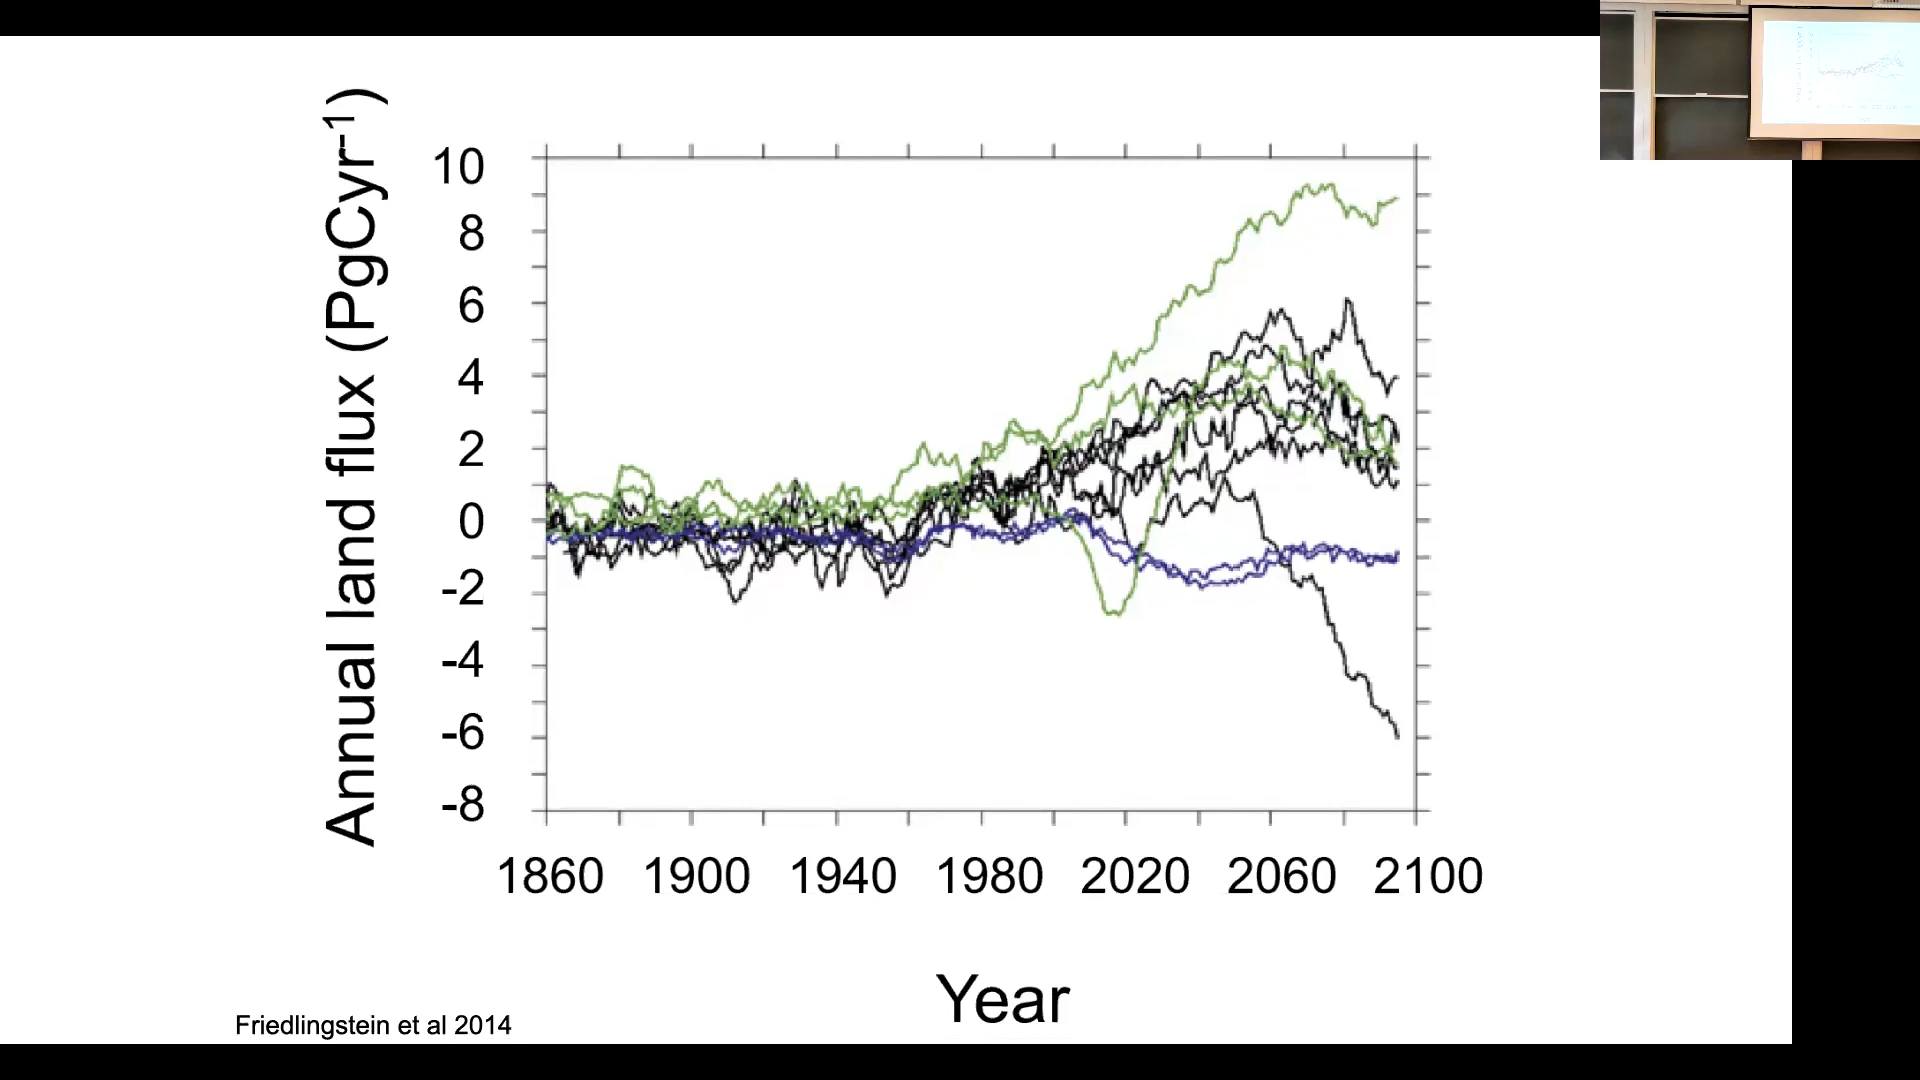 Annual land flux (PgCyr-1)
10
8
6
4
2
0
-2
-4
-6
-8
1860 1900 1940 1980 2020 2060 2100
Year
Friedlingstein et al 2014